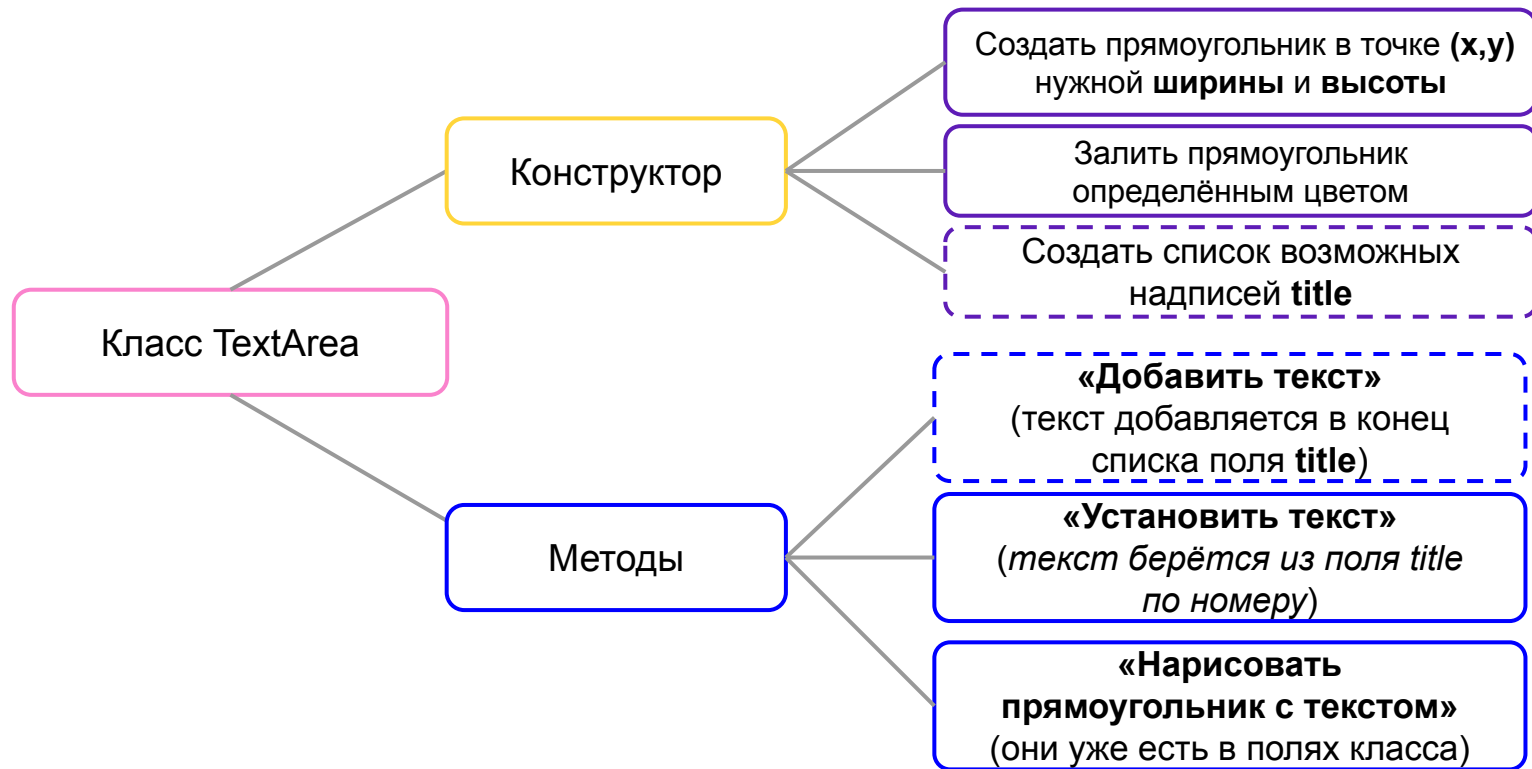 Класс TextArea
Конструктор
Создать прямоугольник в точке (x,y)
нужной ширины и высоты
Залить прямоугольник
определённым цветом
Создать список возможных
надписей title
Методы
«Добавить текст»
(текст добавляется в конец
списка поля title)
«Установить текст»
(текст берётся из поля title
по номеру)
«Нарисовать
прямоугольник с текстом»
(они уже есть в полях класса)